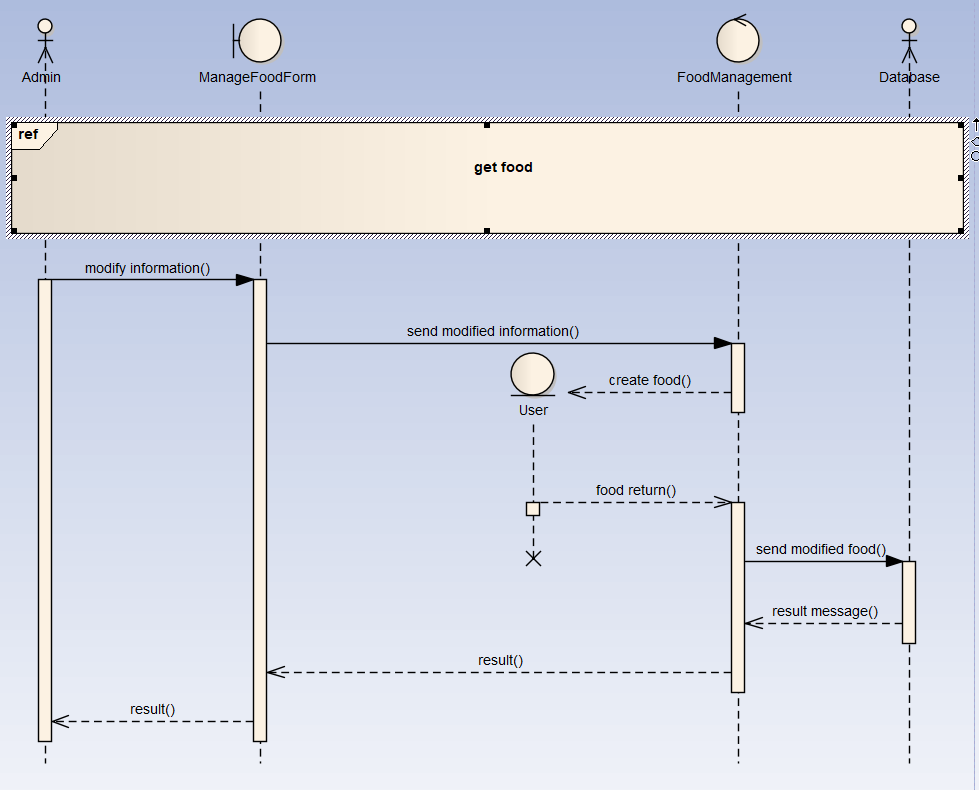 Admin
ManageFoodForm
FoodManagement
Database
ref
get food
modify information()
send modified information()
create food()
User
food return()
send modified food()
result message()
result()
result()